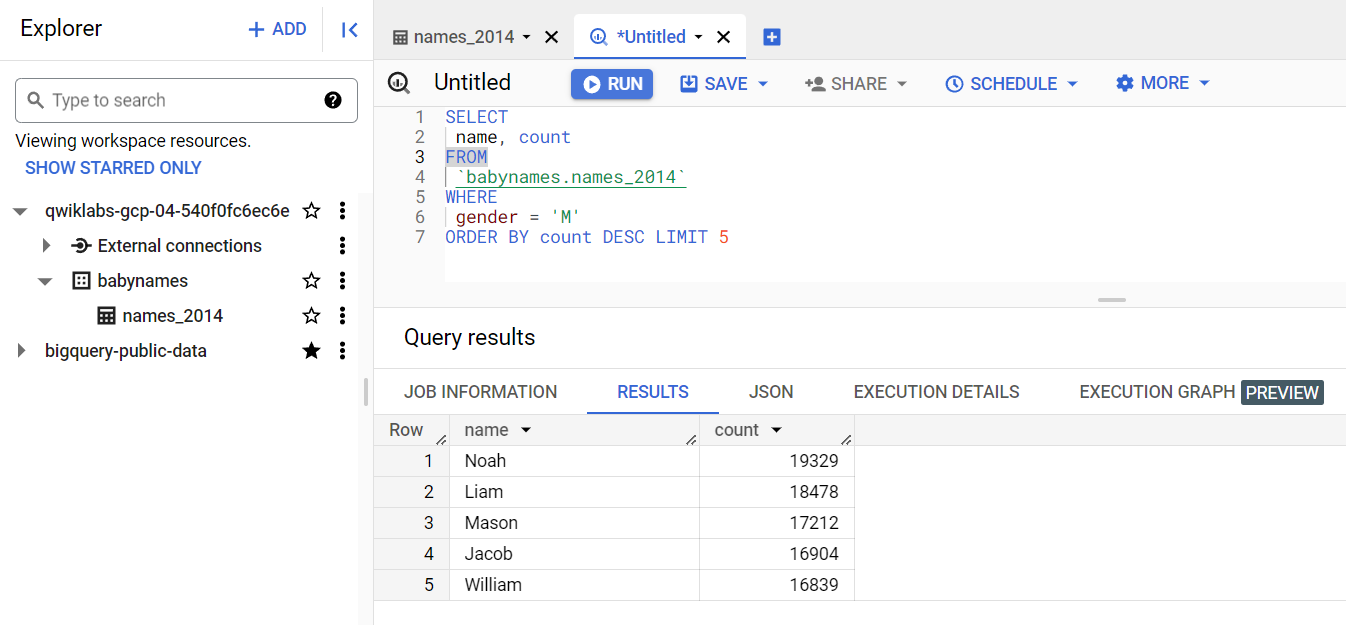 Explorer
+ ADD
Type to search
?
Viewing workspace resources.
SHOW STARRED ONLY
qwiklabs-gcp-04-540f0fc6ec6e
External connections
babynames
names_2014
bigquery-public-data
names_2014
*Untitled
Untitled
RUN
SAVE
SHARE
SCHEDULE
MORE
1 SELECT
2 name, count
3 FROM
4 `babynames.names_2014`
5 WHERE
6 gender = 'M'
7 ORDER BY count DESC LIMIT 5
Query results
JOB INFORMATION RESULTS JSON EXECUTION DETAILS EXECUTION GRAPH PREVIEW
Row name count
1 Noah 19329
2 Liam 18478
3 Mason 17212
4 Jacob 16904
5 William 16839